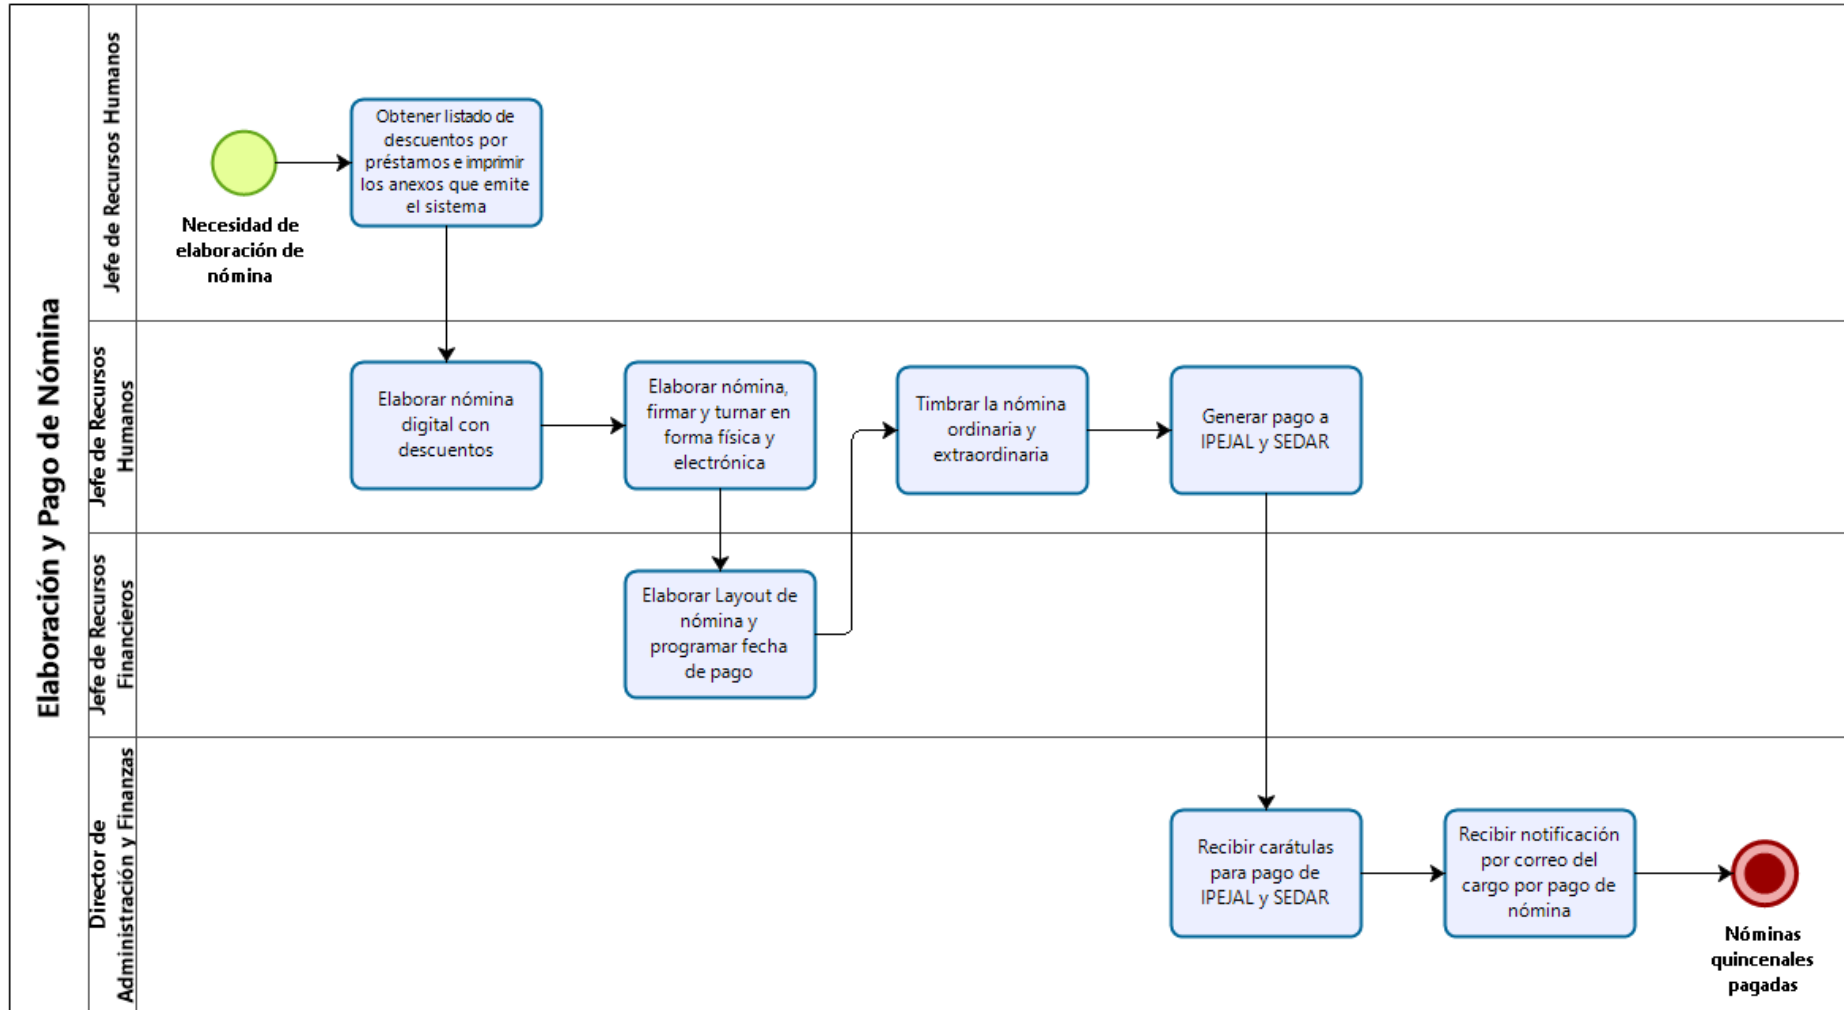 Elaboración y Pago de Nómina
Jefe de Recursos Humanos
Necesidad de
elaboración de
nómina
Obtener listado de
descuentos por
préstamos e imprimir
los anexos que emite
el sistema
Jefe de Recursos
Humanos
Elaborar nómina
digital con
descuentos
Elaborar nómina,
firmar y turnar en
forma física y
electrónica
Timbrar la nómina
ordinaria y
extraordinaria
Generar pago a
IPEJAL y SEDAR
Jefe de Recursos
Financieros
Elaborar Layout de
nómina y
programar fecha
de pago
Director de
Administración y Finanzas
Recibir carátulas
para pago de
IPEJAL y SEDAR
Recibir notificación
por correo del
cargo por pago de
nómina
Nóminas
quincenales
pagadas